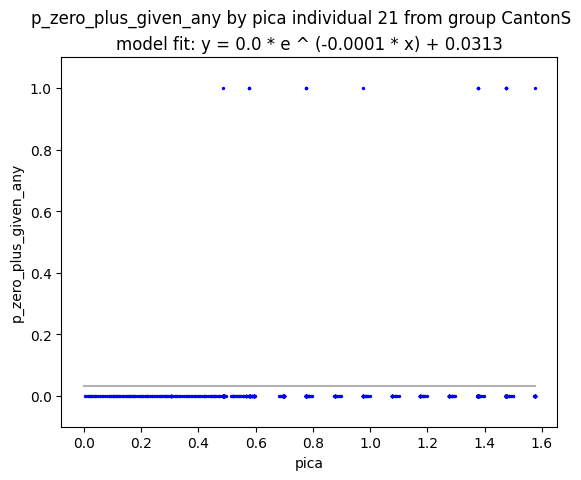 p_zero_plus_given_any by pica individual 21 from group CantonS
model fit: y = 0.0 * e ^ (-0.0001 * x) + 0.0313
1.0
0.8
0.6
0.4
0.2
0.0
p_zero_plus_given_any
0.0 0.2 0.4 0.6 0.8 1.0 1.2 1.4 1.6
pica